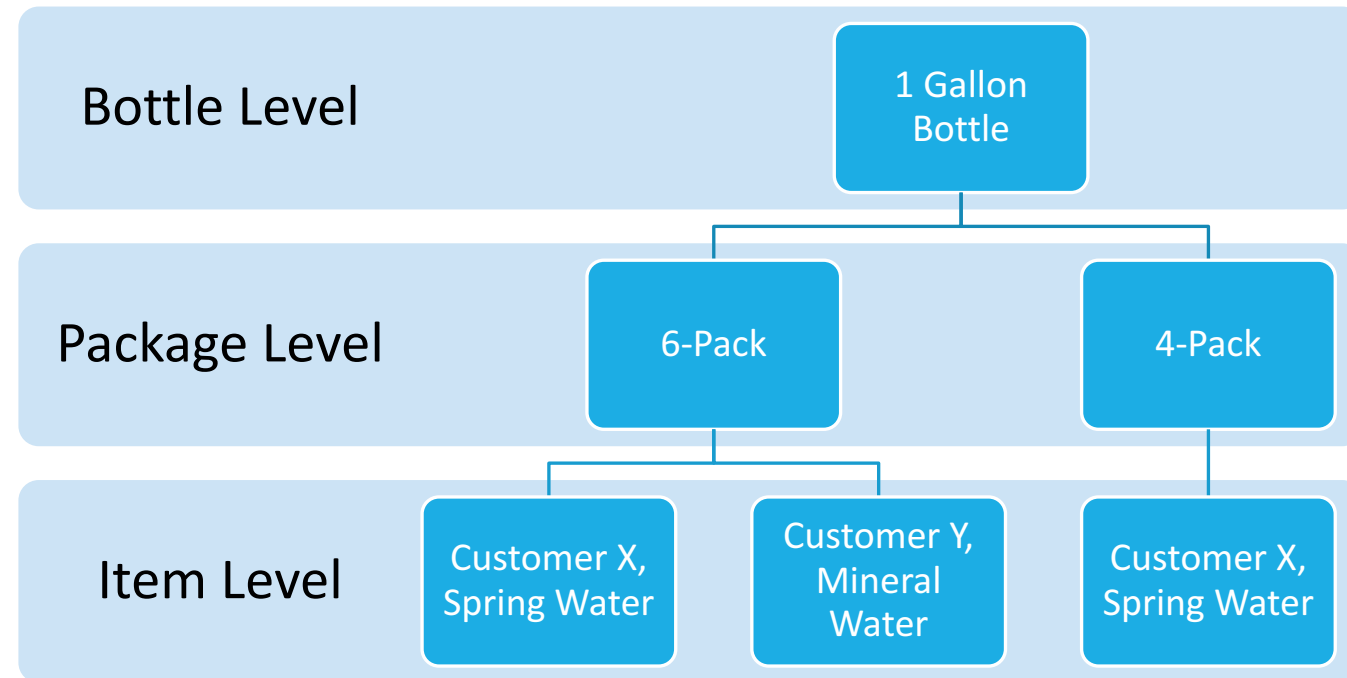 Bottle Level
1 Gallon
Bottle
Package Level
6-Pack
4-Pack
Item Level
Customer X,
Spring Water
Customer Y,
Mineral
Water
Customer X,
Spring Water